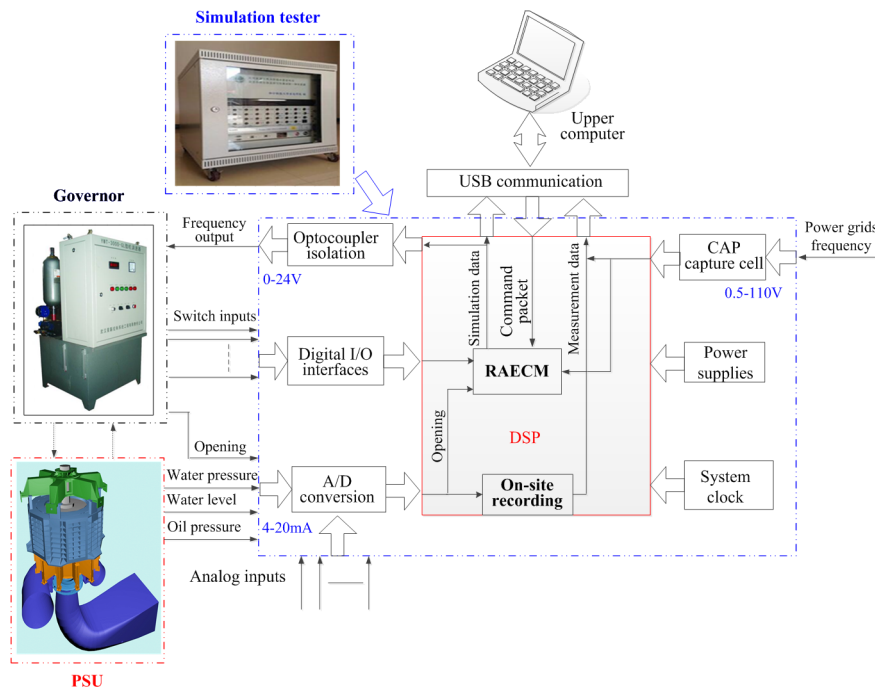 Simulation tester
Upper
computer
USB communication
Governor
Frequency
output
Optocoupler
isolation
0-24V
Simulation data
Command
packet
Measurement data
CAP
capture cell
Power grids
frequency
0.5-110V
Switch inputs
Digital I/O
interfaces
RAECM
Power
supplies
Opening
Opening
DSP
Water pressure
Water level
Oil pressure
4-20mA
A/D
conversion
On-site
recording
System
clock
Analog inputs
PSU